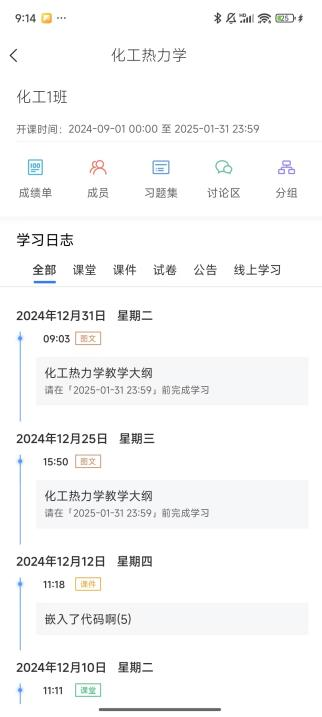 9:14
25
化工热力学
化工1班
开课时间：2024-09-01 00:00 至 2025-01-31 23:59
100
成绩单 成员 习题集 讨论区 分组
学习日志
全部 课堂 课件 试卷 公告 线上学习
2024年12月31日 星期二
09:03 图文
化工热力学教学大纲
请在「2025-01-31 23:59」前完成学习
2024年12月25日 星期三
15:50 图文
化工热力学教学大纲
请在「2025-01-31 23:59」前完成学习
2024年12月12日 星期四
11:18 课件
嵌入了代码啊(5)
2024年12月10日 星期二
11:11 课堂